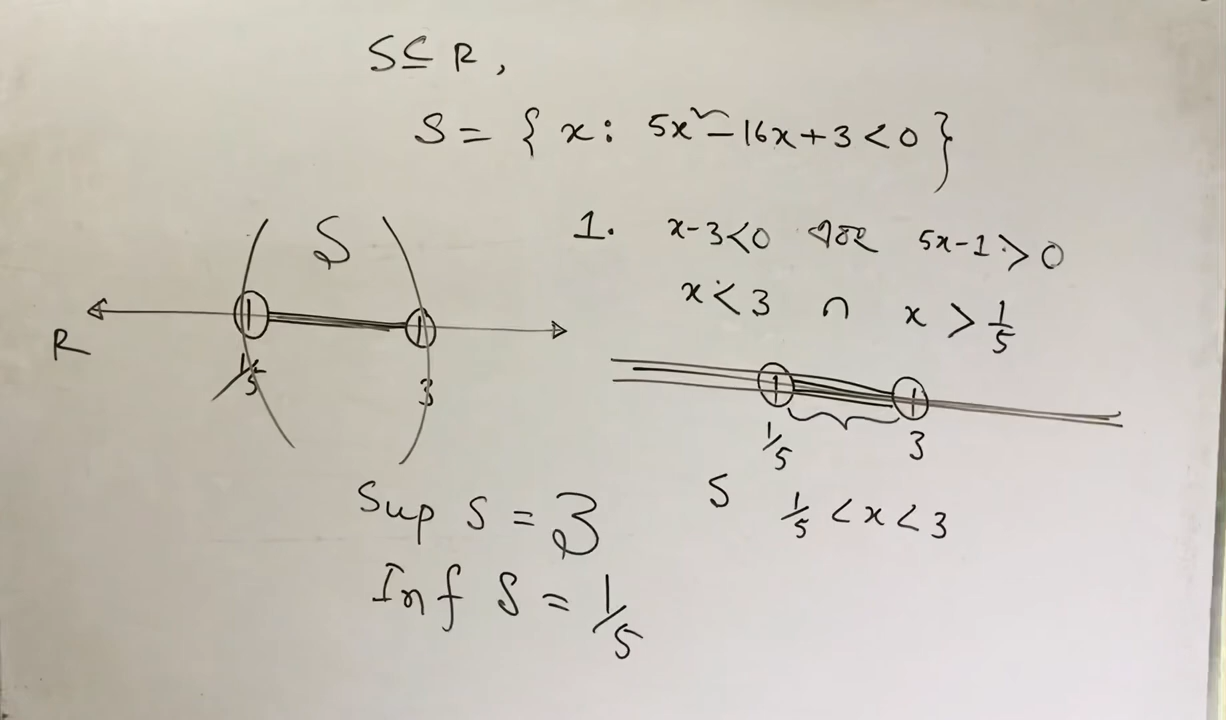 S ⊆ R,
S = { x : 5x² – 16x + 3 < 0 }
1. x-3<0 এবং 5x-1 > 0
x < 3 ∩ x > 1/5
S
R
1/5 3
1/5 3
S 1/5 < x < 3
Sup S = 3
Inf S = 1/5